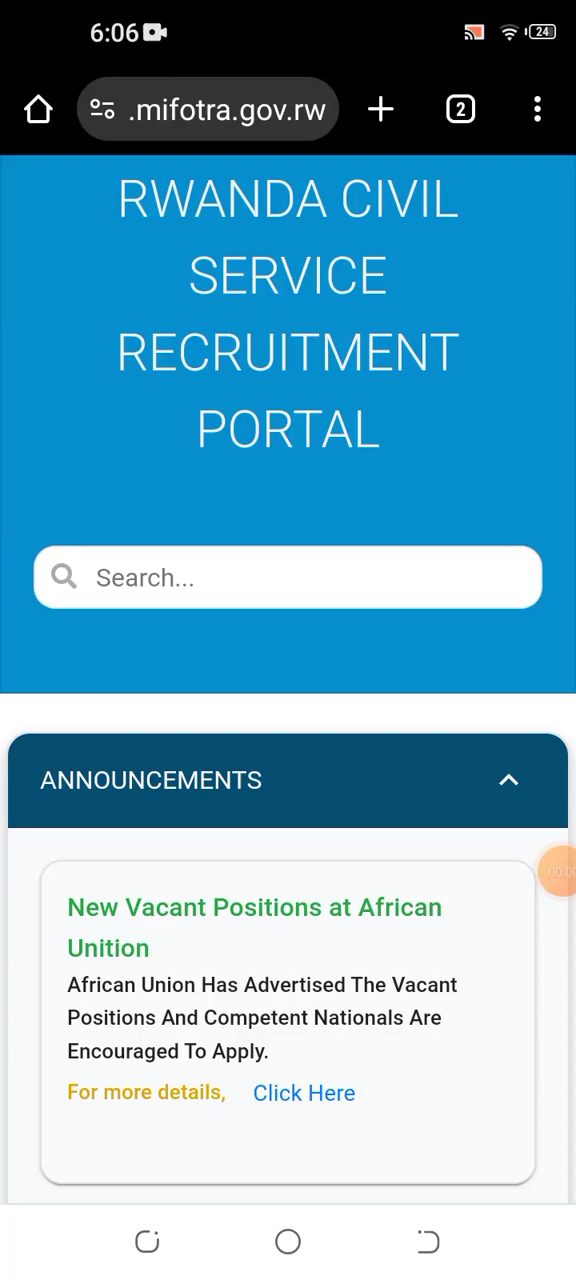 6:06
24
.mifotra.gov.rw
2
RWANDA CIVIL
SERVICE
RECRUITMENT
PORTAL
Search...
ANNOUNCEMENTS
00:00
New Vacant Positions at African
Unition
African Union Has Advertised The Vacant
Positions And Competent Nationals Are
Encouraged To Apply.
For more details, Click Here